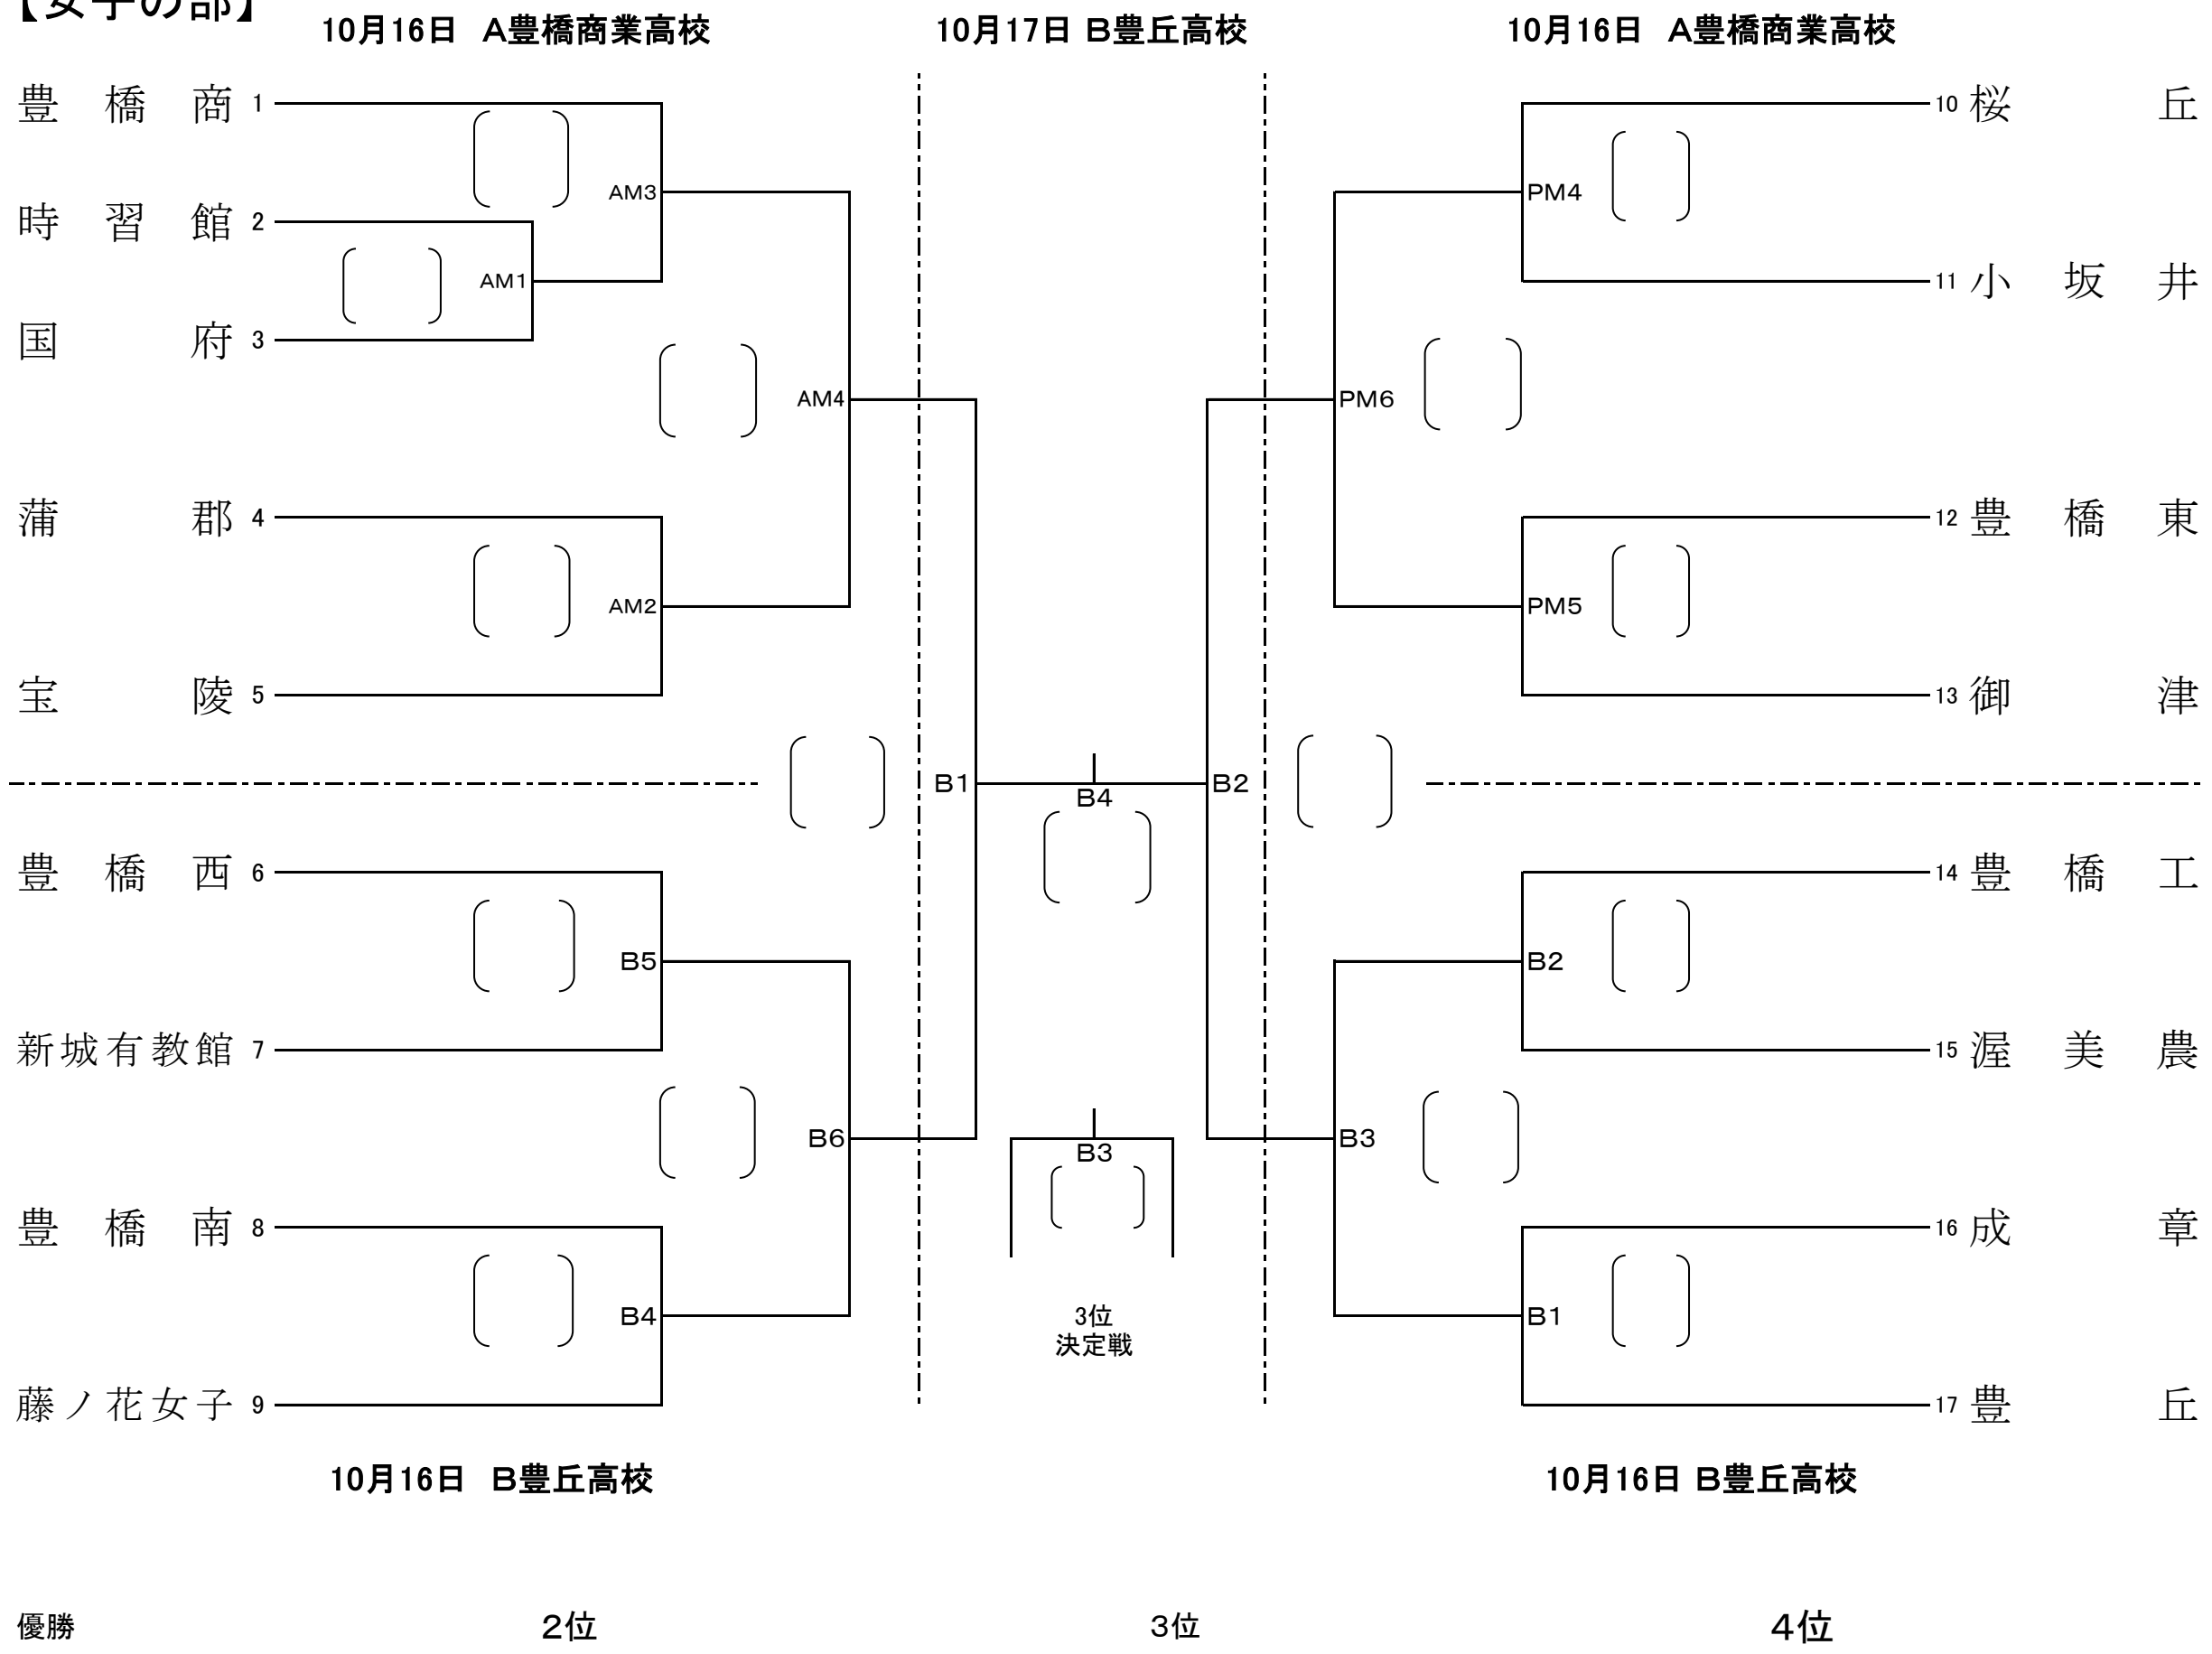 【女子の部】
10月16日 A豊橋商業高校 10月17日 B豊丘高校 10月16日 A豊橋商業高校
豊橋商 1 10 桜丘
AM3 PM4
時習館 2
AM1 11 小坂井
国府 3
AM4 PM6
蒲郡 4 12 豊橋東
AM2 PM5
宝陵 5 13 御津
B1 B4 B2
豊橋西 6 14 豊橋工
B5 B2
新城有教館 7 15 渥美農
B6 B3 B3
豊橋南 8 16 成章
B4 3位 B1
決定戦
藤ノ花女子 9 17 豊丘
10月16日 B豊丘高校 10月16日 B豊丘高校
優勝 2位 3位 4位